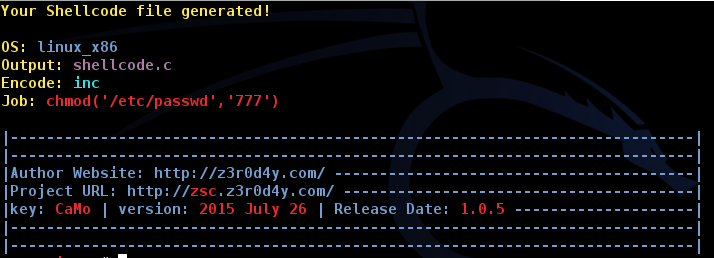 Your Shellcode file generated!
OS: linux_x86
Output: shellcode.c
Encode: inc
Job: chmod('/etc/passwd','777')
|----------------------------------------------------------------------------|
|----------------------------------------------------------------------------|
|Author Website: http://z3r0d4y.com/ ----------------------------------------|
|Project URL: http://zsc.z3r0d4y.com/ ---------------------------------------|
|key: CaMo | version: 2015 July 26 | Release Date: 1.0.5 --------------------|
|----------------------------------------------------------------------------|
|----------------------------------------------------------------------------|